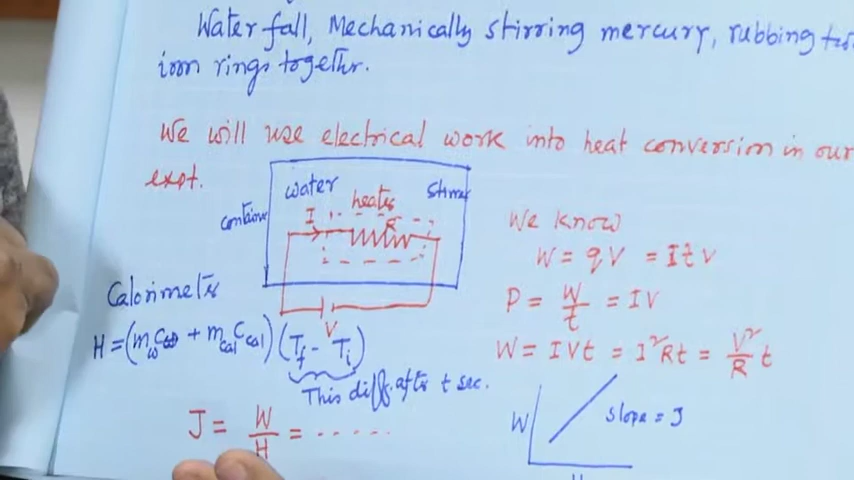 Water fall, Mechanically stirring mercury, rubbing two
iron rings together.
We will use electrical work into heat conversion in our
expt.
water
heater
Stirrer
container
I
R
V
We know
W = qV = ItV
P = W/t = IV
W = IVt = I²Rt = V²/R t
Calorimeter
H = (m_w C_w + m_cal C_cal) (T_f - T_i)
This diff. after t sec.
J = W/H = ......
W
Slope = J